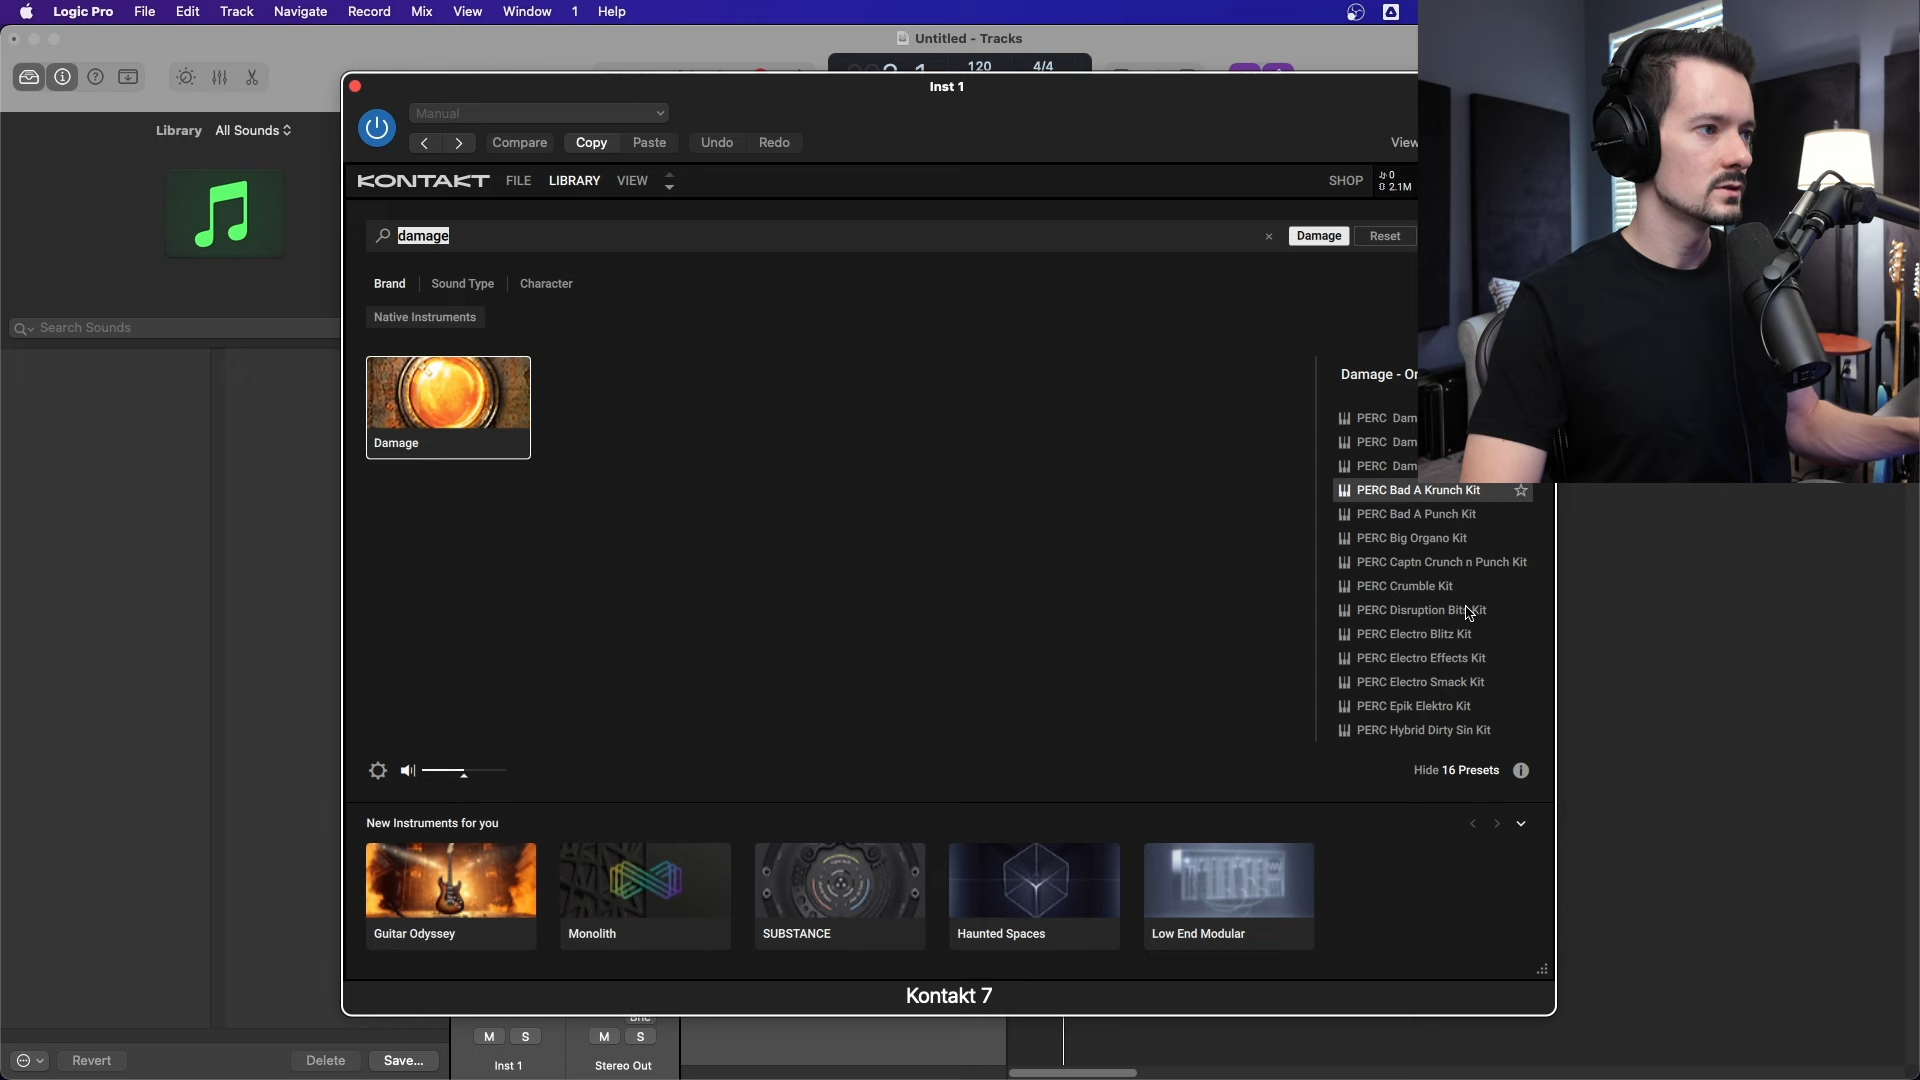 Logic Pro File Edit Track Navigate Record Mix View Window 1 Help
Untitled - Tracks
120 4/4
Inst 1
Library All Sounds
Manual
Compare Copy Paste Undo Redo View
KONTAKT FILE LIBRARY VIEW SHOP 0
2.1M
damage × Damage Reset
Brand Sound Type Character
Native Instruments
Search Sounds
Damage
Damage - Or
PERC Dam
PERC Dam
PERC Dam
PERC Bad A Krunch Kit
PERC Bad A Punch Kit
PERC Big Organo Kit
PERC Captn Crunch n Punch Kit
PERC Crumble Kit
PERC Disruption Bits Kit
PERC Electro Blitz Kit
PERC Electro Effects Kit
PERC Electro Smack Kit
PERC Epik Elektro Kit
PERC Hybrid Dirty Sin Kit
Hide 16 Presets
New Instruments for you
Guitar Odyssey Monolith SUBSTANCE Haunted Spaces Low End Modular
Kontakt 7
Bnc
M S M S
Revert Delete Save... Inst 1 Stereo Out